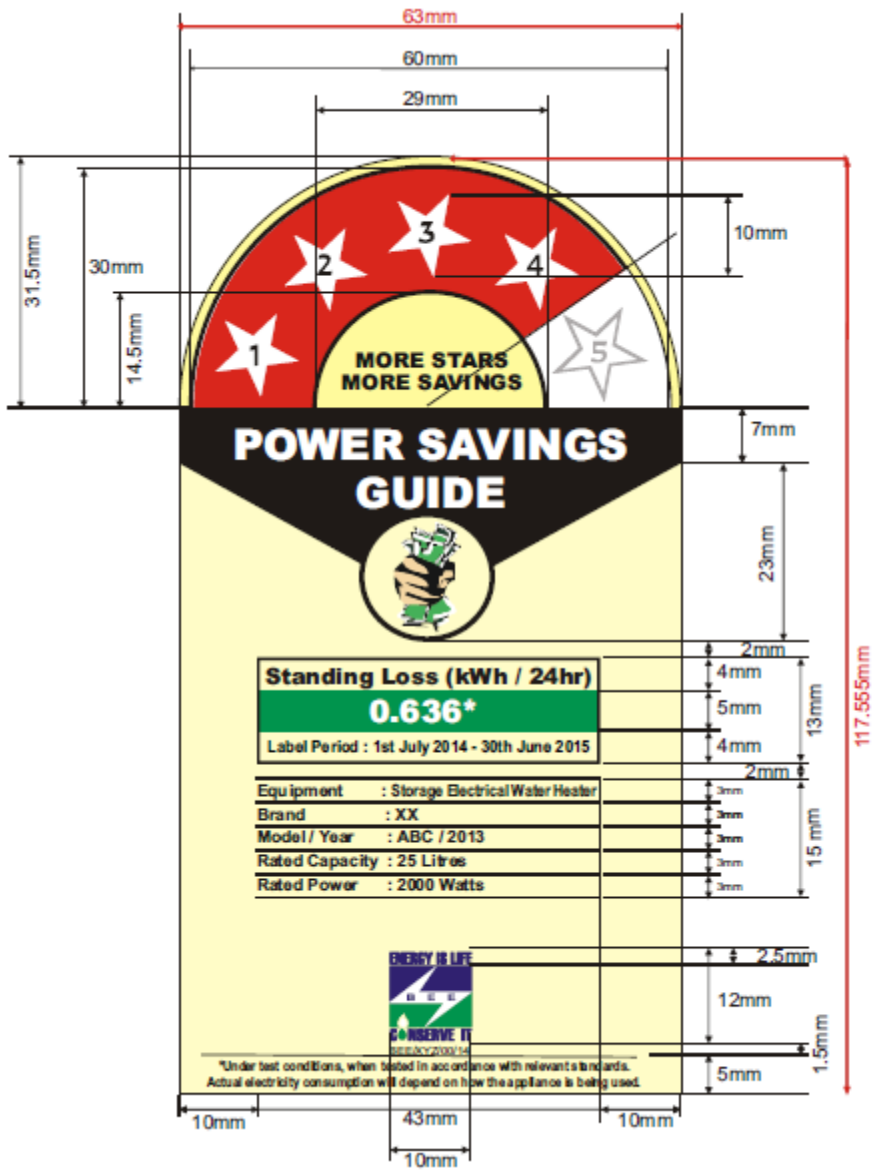 63mm
60mm
29mm
31.5mm
30mm
14.5mm
10mm
1
2
3
4
5
MORE STARS
MORE SAVINGS
7mm
POWER SAVINGS
GUIDE
23mm
117.555mm
2mm
Standing Loss (kWh / 24hr)
4mm
0.636*
5mm
13mm
Label Period : 1st July 2014 - 30th June 2015
4mm
2mm
Equipment : Storage Electrical Water Heater
3mm
Brand : XX
3mm
Model / Year : ABC / 2013
3mm
15 mm
Rated Capacity : 25 Litres
3mm
Rated Power : 2000 Watts
3mm
ENERGY IS LIFE
2.5mm
BEE
12mm
CONSERVE IT
1.5mm
*Under test conditions, when tested in accordance with relevant standards.
Actual electricity consumption will depend on how the appliance is being used.
5mm
10mm
43mm
10mm
10mm